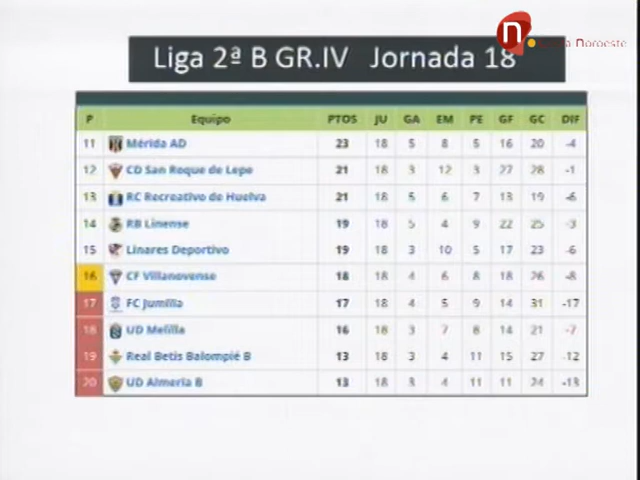 n
Noroeste
Liga 2ª B GR.IV Jornada 18
P Equipo PTOS JU GA EM PE GF GC DIF
11 Mérida AD 23 18 5 8 5 16 20 -4
12 CD San Roque de Lepe 21 18 3 12 3 27 28 -1
13 RC Recreativo de Huelva 21 18 5 6 7 13 19 -6
14 RB Linense 19 18 5 4 9 22 25 -3
15 Linares Deportivo 19 18 3 10 5 17 23 -6
16 CF Villanovense 18 18 4 6 8 18 26 -8
17 FC Jumilla 17 18 4 5 9 14 31 -17
18 UD Melilla 16 18 3 7 8 14 21 -7
19 Real Betis Balompié B 13 18 3 4 11 15 27 -12
20 UD Almería B 13 18 3 4 11 11 24 -13